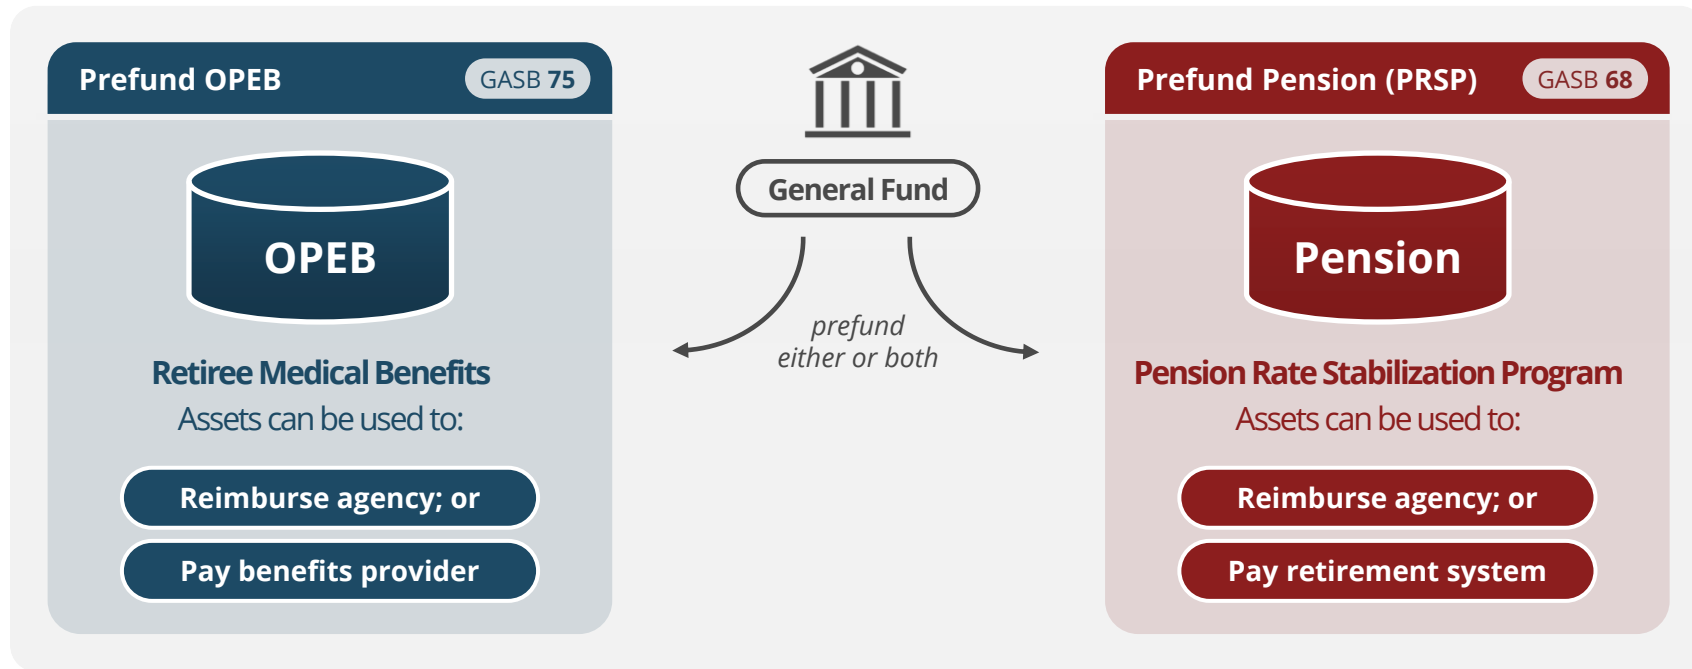 Prefund OPEB
GASB 75
OPEB
Retiree Medical Benefits
Assets can be used to:
Reimburse agency; or
Pay benefits provider
General Fund
prefund
either or both
Prefund Pension (PRSP)
GASB 68
Pension
Pension Rate Stabilization Program
Assets can be used to:
Reimburse agency; or
Pay retirement system